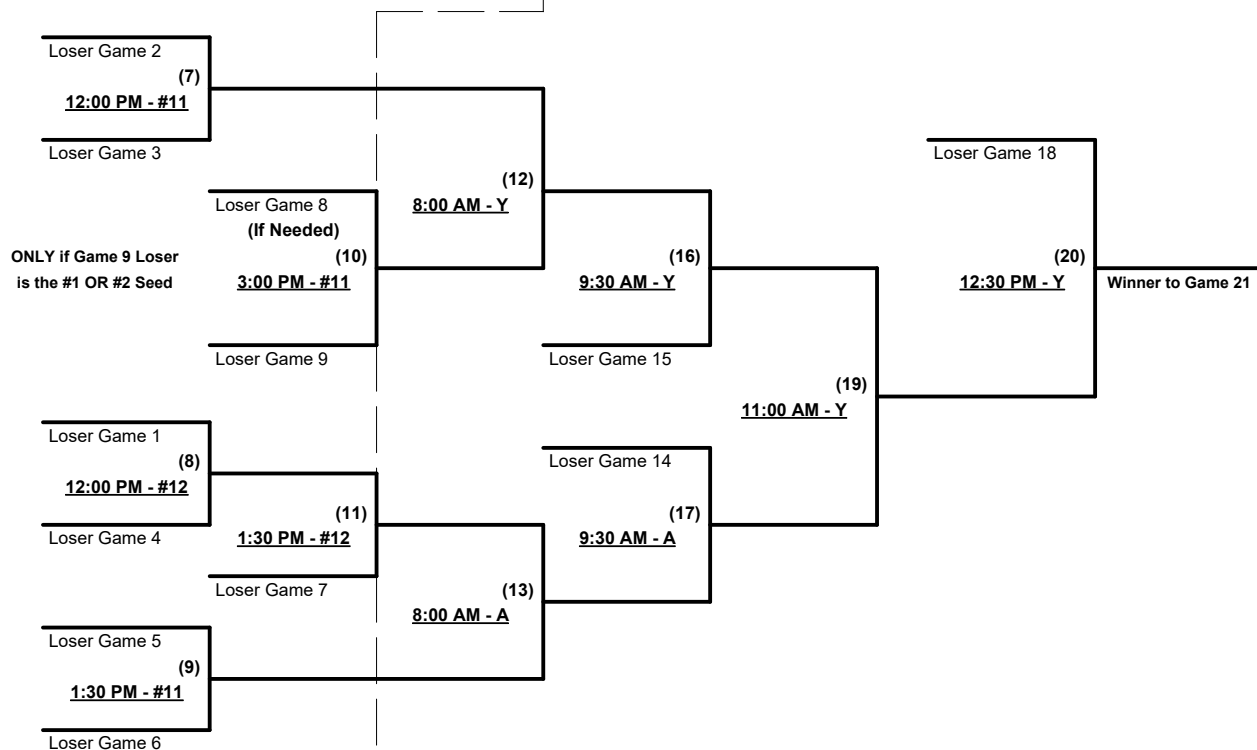 Loser Game 2
(7)
12:00 PM - #11
Loser Game 3
Loser Game 18
(12)
Loser Game 8
8:00 AM - Y
(If Needed)
ONLY if Game 9 Loser
(10)
(16)
(20)
is the #1 OR #2 Seed
3:00 PM - #11
9:30 AM - Y
12:30 PM - Y
Winner to Game 21
Loser Game 9
Loser Game 15
(19)
11:00 AM - Y
Loser Game 1
(8)
Loser Game 14
12:00 PM - #12
(11)
(17)
Loser Game 4
1:30 PM - #12
9:30 AM - A
Loser Game 7
(13)
8:00 AM - A
Loser Game 5
(9)
1:30 PM - #11
Loser Game 6